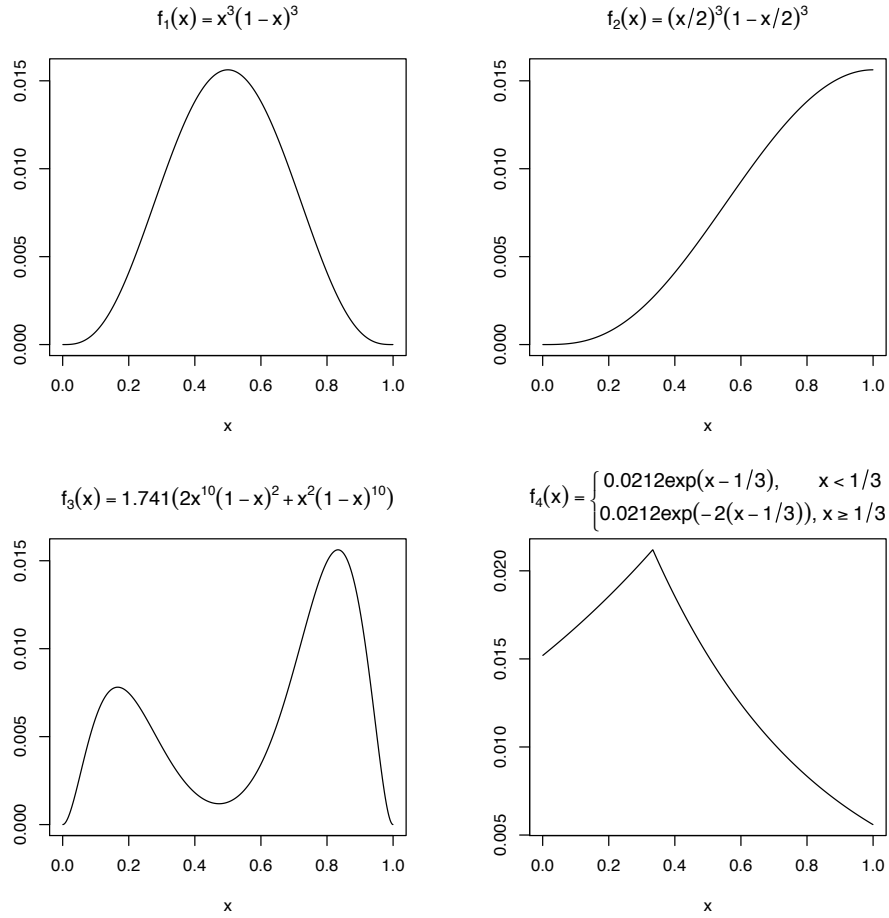 f₁(x) = x³(1 − x)³
0.000 0.005 0.010 0.015
0.0 0.2 0.4 0.6 0.8 1.0
x
f₂(x) = (x/2)³(1 − x/2)³
0.000 0.005 0.010 0.015
0.0 0.2 0.4 0.6 0.8 1.0
x
f₃(x) = 1.741(2x¹⁰(1 − x)² + x²(1 − x)¹⁰)
0.000 0.005 0.010 0.015
0.0 0.2 0.4 0.6 0.8 1.0
x
f₄(x) = {
0.0212exp(x − 1/3), x < 1/3
0.0212exp(−2(x − 1/3)), x ≥ 1/3
0.005 0.010 0.015 0.020
0.0 0.2 0.4 0.6 0.8 1.0
x